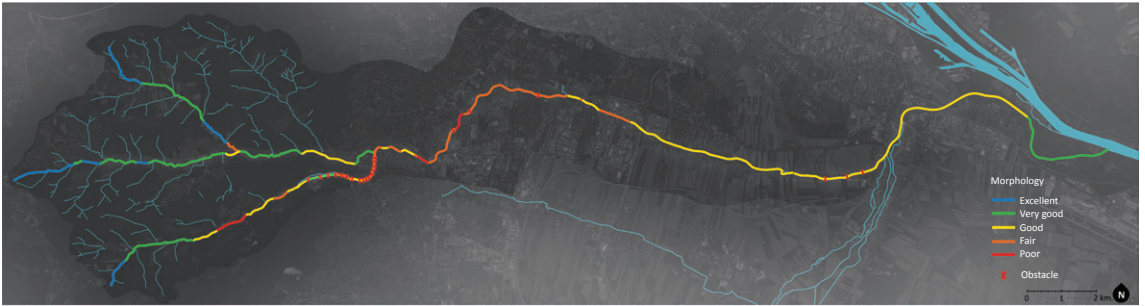 Morphology
Excellent
Very good
Good
Fair
Poor
Obstacle
0 1 2 km
N